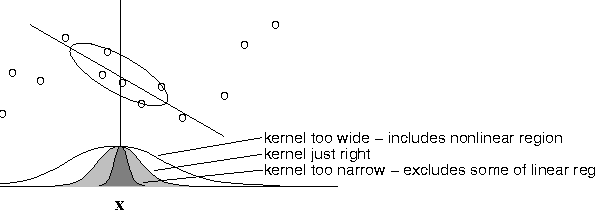 kernel too wide – includes nonlinear region
kernel just right
kernel too narrow – excludes some of linear reg
x